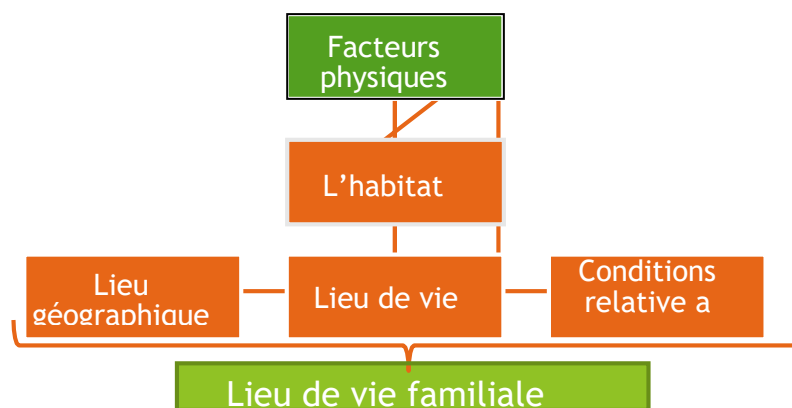 Facteurs
physiques
L’habitat
Lieu
géographique
Lieu de vie
Conditions
relative a
Lieu de vie familiale